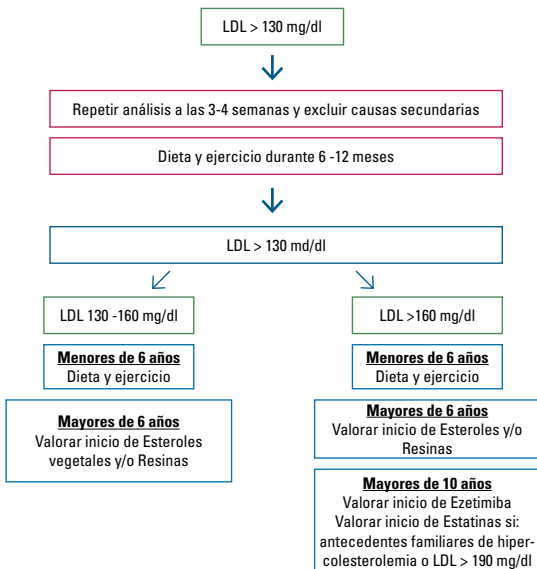 LDL > 130 mg/dl
Repetir análisis a las 3-4 semanas y excluir causas secundarias
Dieta y ejercicio durante 6 -12 meses
LDL > 130 md/dl
LDL 130 -160 mg/dl
Menores de 6 años
Dieta y ejercicio
Mayores de 6 años
Valorar inicio de Esteroles
vegetales y/o Resinas
LDL >160 mg/dl
Menores de 6 años
Dieta y ejercicio
Mayores de 6 años
Valorar inicio de Esteroles y/o
Resinas
Mayores de 10 años
Valorar inicio de Ezetimiba
Valorar inicio de Estatinas si:
antecedentes familiares de hiper-
colesterolemia o LDL > 190 mg/dl